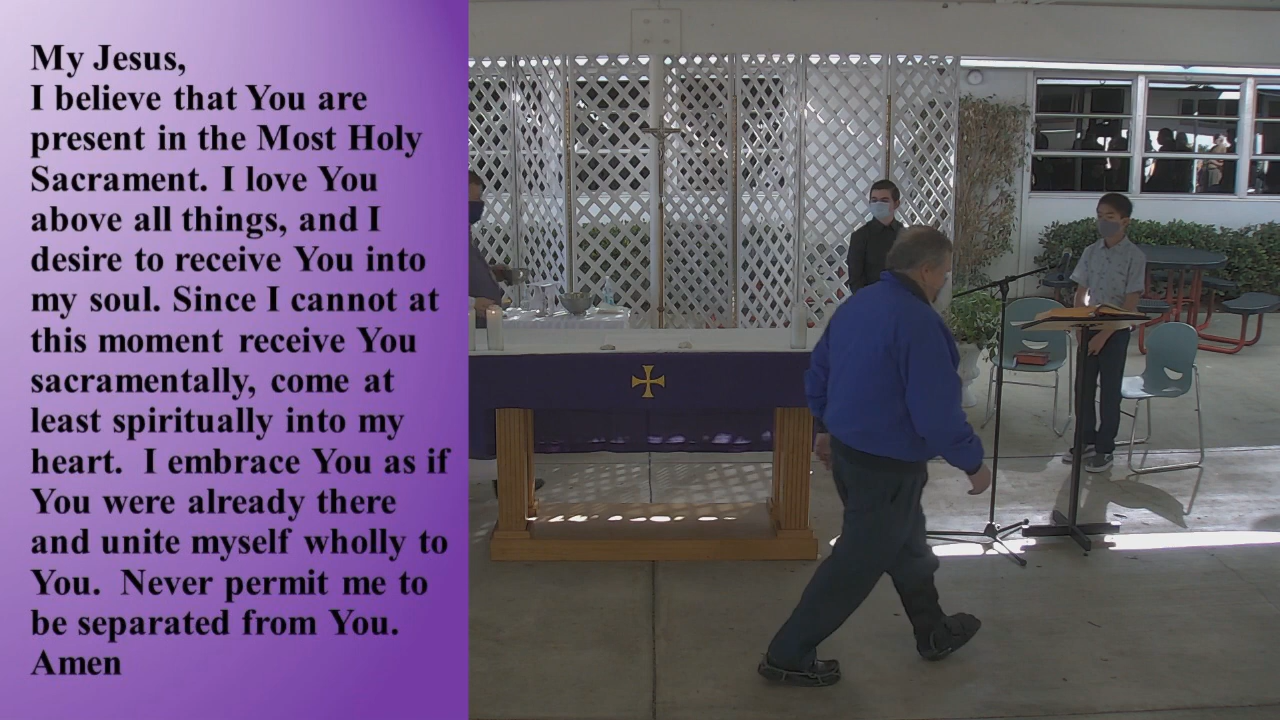 My Jesus,
I believe that You are
present in the Most Holy
Sacrament. I love You
above all things, and I
desire to receive You into
my soul. Since I cannot at
this moment receive You
sacramentally, come at
least spiritually into my
heart. I embrace You as if
You were already there
and unite myself wholly to
You. Never permit me to
be separated from You.
Amen